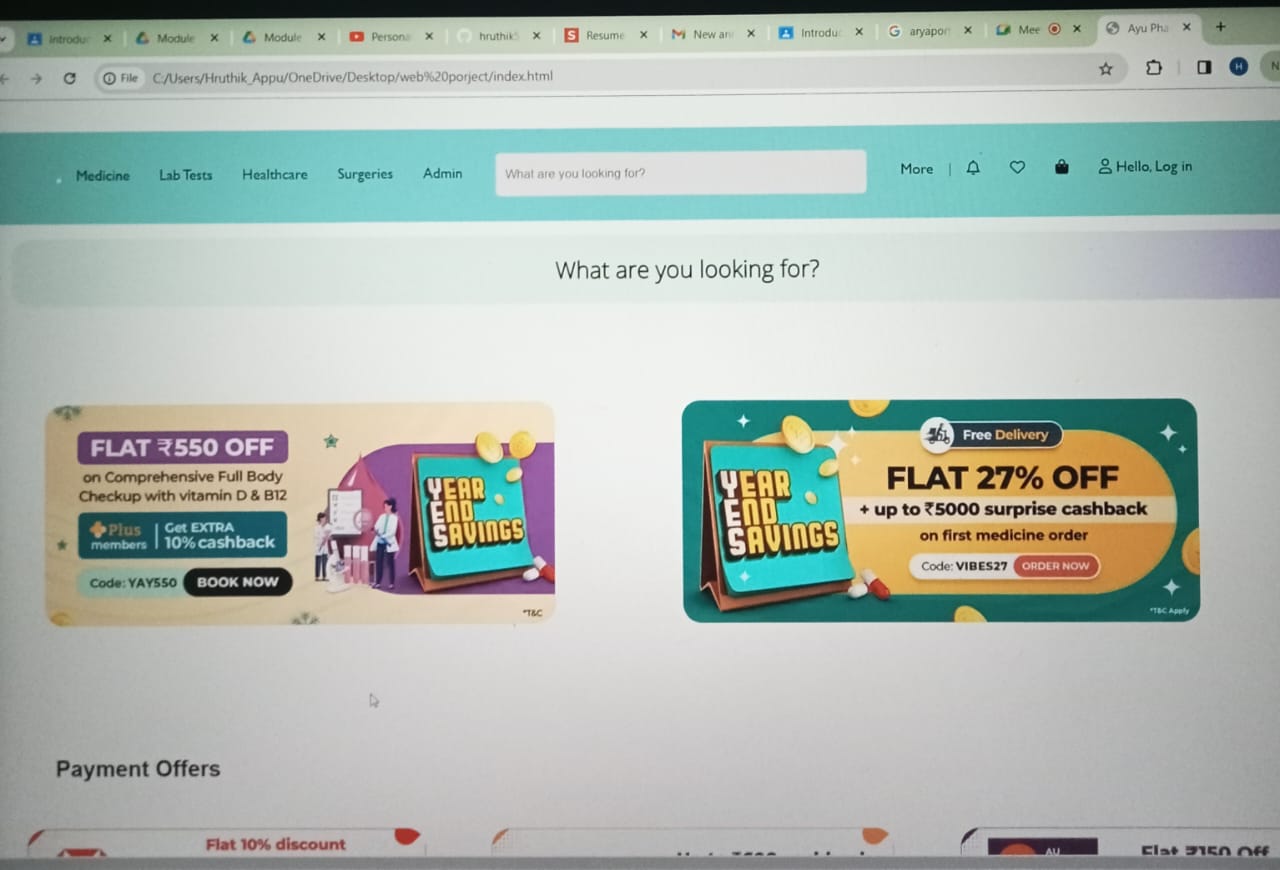 Introdu
Module
Module
Persona
hruthik
Resume
New an
Introdu
aryapor
Mee
Ayu Pha
File
C:/Users/Hruthik_Appu/OneDrive/Desktop/web%20porject/index.html
H
N
Medicine
Lab Tests
Healthcare
Surgeries
Admin
What are you looking for?
More
Hello, Log in
What are you looking for?
FLAT ₹550 OFF
on Comprehensive Full Body
Checkup with vitamin D & B12
Plus
members
Get EXTRA
10% cashback
Code: YAY550
BOOK NOW
YEAR
END
SAVINGS
*T&C
YEAR
END
SAVINGS
Free Delivery
FLAT 27% OFF
+ up to ₹5000 surprise cashback
on first medicine order
Code: VIBES27
ORDER NOW
*T&C Apply
Payment Offers
Flat 10% discount
AU
Flat ₹150 Off